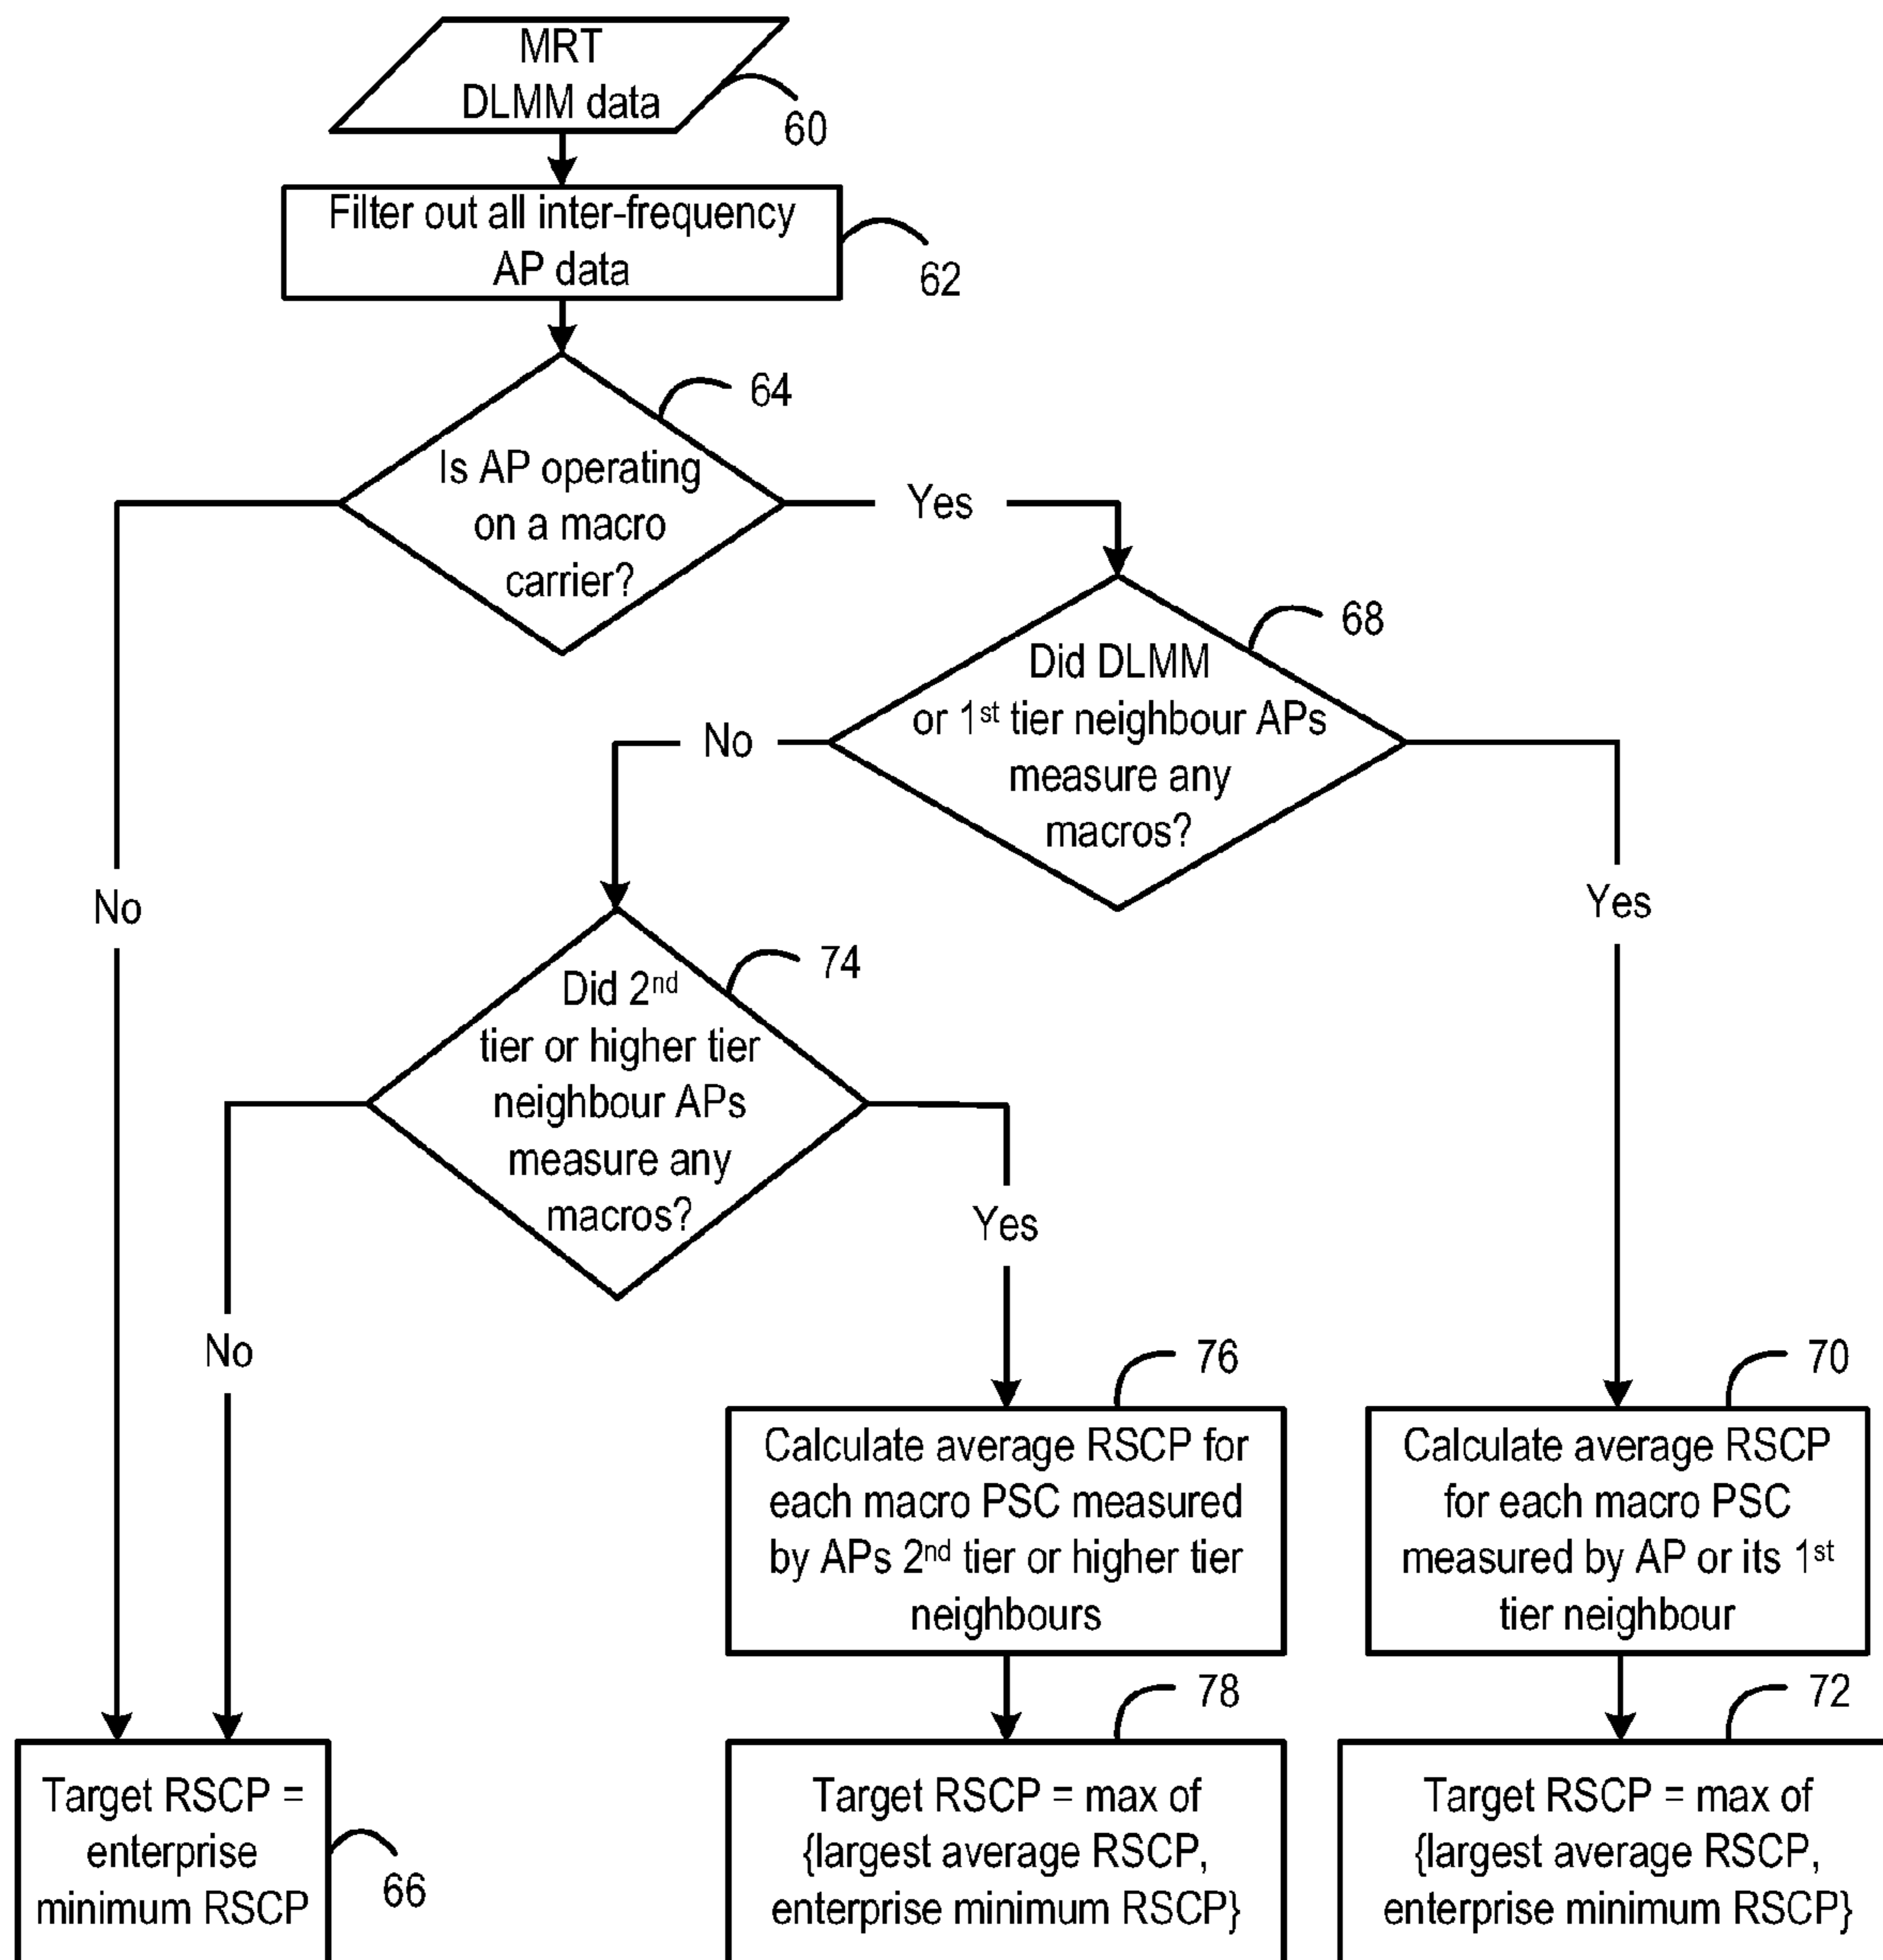 MRT
DLMM data
60
Filter out all inter-frequency
AP data
62
64
Is AP operating
on a macro
carrier?
Yes
68
Did DLMM
or 1st tier neighbour APs
measure any
macros?
No
No
Yes
74
Did 2nd
tier or higher tier
neighbour APs
measure any
macros?
Yes
No
76
Calculate average RSCP for
each macro PSC measured
by APs 2nd tier or higher tier
neighbours
70
Calculate average RSCP
for each macro PSC
measured by AP or its 1st
tier neighbour
78
72
Target RSCP =
enterprise
minimum RSCP
66
Target RSCP = max of
{largest average RSCP,
enterprise minimum RSCP}
Target RSCP = max of
{largest average RSCP,
enterprise minimum RSCP}